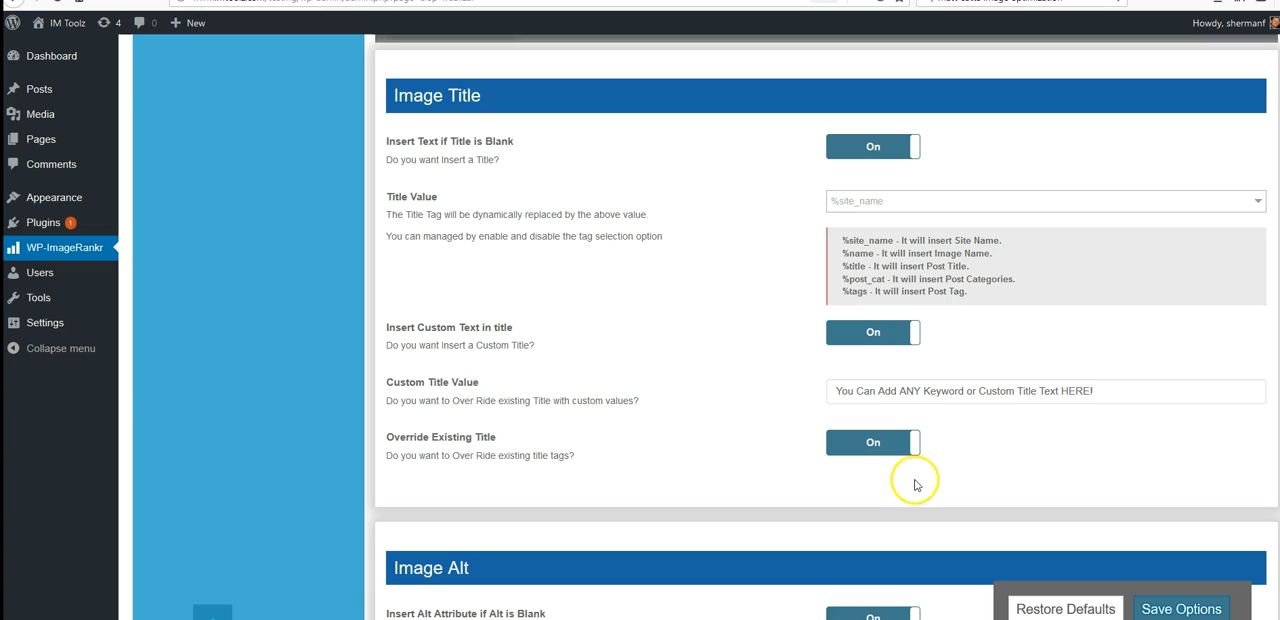 IM Toolz
4
0
New
Howdy, shermanf
Dashboard
Posts
Media
Pages
Comments
Appearance
Plugins 1
WP-ImageRankr
Users
Tools
Settings
Collapse menu
Image Title
Insert Text if Title is Blank
Do you want Insert a Title?
On
Title Value
The Title Tag will be dynamically replaced by the above value.
You can managed by enable and disable the tag selection option
%site_name
%site_name - It will insert Site Name.
%name - It will insert Image Name.
%title - It will insert Post Title.
%post_cat - It will insert Post Categories.
%tags - It will insert Post Tag.
Insert Custom Text in title
Do you want Insert a Custom Title?
On
Custom Title Value
Do you want to Over Ride existing Title with custom values?
You Can Add ANY Keyword or Custom Title Text HERE!
Override Existing Title
Do you want to Over Ride existing title tags?
On
Image Alt
Insert Alt Attribute if Alt is Blank
On
Restore Defaults
Save Options